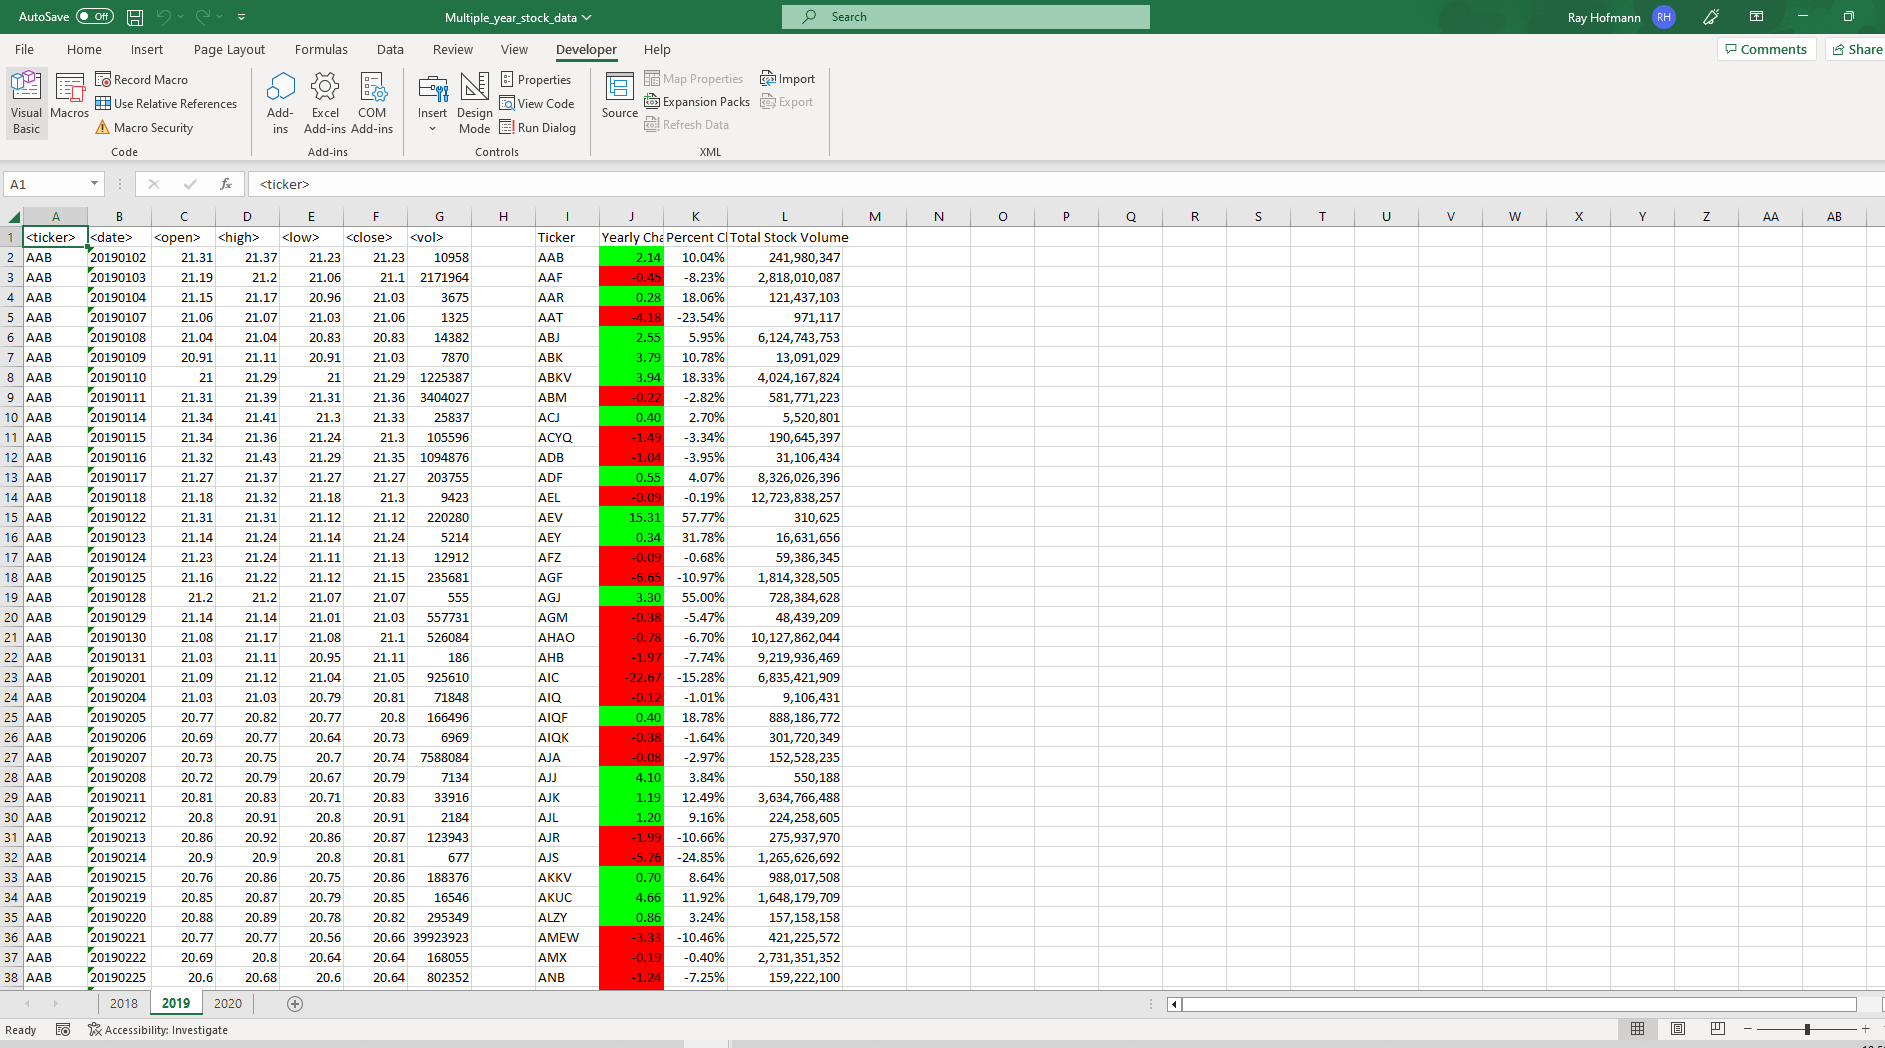 AutoSave Off Multiple_year_stock_data Search Ray Hofmann RH
File Home Insert Page Layout Formulas Data Review View Developer Help Comments Share
Visual Basic
Macros
Record Macro
Use Relative References
Macro Security
Code
Add-ins
Excel Add-ins
COM Add-ins
Add-ins
Insert
Design Mode
Properties
View Code
Run Dialog
Controls
Source
Map Properties
Expansion Packs
Refresh Data
Import
Export
XML
A1 fx <ticker>
A B C D E F G H I J K L M N O P Q R S T U V W X Y Z AA AB
1 <ticker> <date> <open> <high> <low> <close> <vol> Ticker Yearly Cha Percent Cl Total Stock Volume
2 AAB 20190102 21.31 21.37 21.23 21.23 10958 AAB 2.14 10.04% 241,980,347
3 AAB 20190103 21.19 21.2 21.06 21.1 2171964 AAF -0.45 -8.23% 2,818,010,087
4 AAB 20190104 21.15 21.17 20.96 21.03 3675 AAR 0.28 18.06% 121,437,103
5 AAB 20190107 21.06 21.07 21.03 21.06 1325 AAT -4.18 -23.54% 971,117
6 AAB 20190108 21.04 21.04 20.83 20.83 14382 ABJ 2.55 5.95% 6,124,743,753
7 AAB 20190109 20.91 21.11 20.91 21.03 7870 ABK 3.79 10.78% 13,091,029
8 AAB 20190110 21 21.29 21 21.29 1225387 ABKV 3.94 18.33% 4,024,167,824
9 AAB 20190111 21.31 21.39 21.31 21.36 3404027 ABM -0.22 -2.82% 581,771,223
10 AAB 20190114 21.34 21.41 21.3 21.33 25837 ACJ 0.40 2.70% 5,520,801
11 AAB 20190115 21.34 21.36 21.24 21.3 105596 ACYQ -1.49 -3.34% 190,645,397
12 AAB 20190116 21.32 21.43 21.29 21.35 1094876 ADB -1.04 -3.95% 31,106,434
13 AAB 20190117 21.27 21.37 21.27 21.27 203755 ADF 0.55 4.07% 8,326,026,396
14 AAB 20190118 21.18 21.32 21.18 21.3 9423 AEL -0.09 -0.19% 12,723,838,257
15 AAB 20190122 21.31 21.31 21.12 21.12 220280 AEV 15.31 57.77% 310,625
16 AAB 20190123 21.14 21.24 21.14 21.24 5214 AEY 0.34 31.78% 16,631,656
17 AAB 20190124 21.23 21.24 21.11 21.13 12912 AFZ -0.09 -0.68% 59,386,345
18 AAB 20190125 21.16 21.22 21.12 21.15 235681 AGF -6.65 -10.97% 1,814,328,505
19 AAB 20190128 21.2 21.2 21.07 21.07 555 AGJ 3.30 55.00% 728,384,628
20 AAB 20190129 21.14 21.14 21.01 21.03 557731 AGM -0.38 -5.47% 48,439,209
21 AAB 20190130 21.08 21.17 21.08 21.1 526084 AHAO -0.78 -6.70% 10,127,862,044
22 AAB 20190131 21.03 21.11 20.95 21.11 186 AHB -1.97 -7.74% 9,219,936,469
23 AAB 20190201 21.09 21.12 21.04 21.05 925610 AIC -22.67 -15.28% 6,835,421,909
24 AAB 20190204 21.03 21.03 20.79 20.81 71848 AIQ -0.12 -1.01% 9,106,431
25 AAB 20190205 20.77 20.82 20.77 20.8 166496 AIQF 0.40 18.78% 888,186,772
26 AAB 20190206 20.69 20.77 20.64 20.73 6969 AIQK -0.38 -1.64% 301,720,349
27 AAB 20190207 20.73 20.75 20.7 20.74 7588084 AJA -0.08 -2.97% 152,528,235
28 AAB 20190208 20.72 20.79 20.67 20.79 7134 AJJ 4.10 3.84% 550,188
29 AAB 20190211 20.81 20.83 20.71 20.83 33916 AJK 1.19 12.49% 3,634,766,488
30 AAB 20190212 20.8 20.91 20.8 20.91 2184 AJL 1.20 9.16% 224,258,605
31 AAB 20190213 20.86 20.92 20.86 20.87 123943 AJR -1.99 -10.66% 275,937,970
32 AAB 20190214 20.9 20.9 20.8 20.81 677 AJS -5.76 -24.85% 1,265,626,692
33 AAB 20190215 20.76 20.86 20.75 20.86 188376 AKKV 0.70 8.64% 988,017,508
34 AAB 20190219 20.85 20.87 20.79 20.85 16546 AKUC 4.66 11.92% 1,648,179,709
35 AAB 20190220 20.88 20.89 20.78 20.82 295349 ALZY 0.86 3.24% 157,158,158
36 AAB 20190221 20.77 20.77 20.56 20.66 39923923 AMEW -3.33 -10.46% 421,225,572
37 AAB 20190222 20.69 20.8 20.64 20.64 168055 AMX -0.19 -0.40% 2,731,351,352
38 AAB 20190225 20.6 20.68 20.6 20.64 802352 ANB -1.24 -7.25% 159,222,100
2018 2019 2020
Ready Accessibility: Investigate